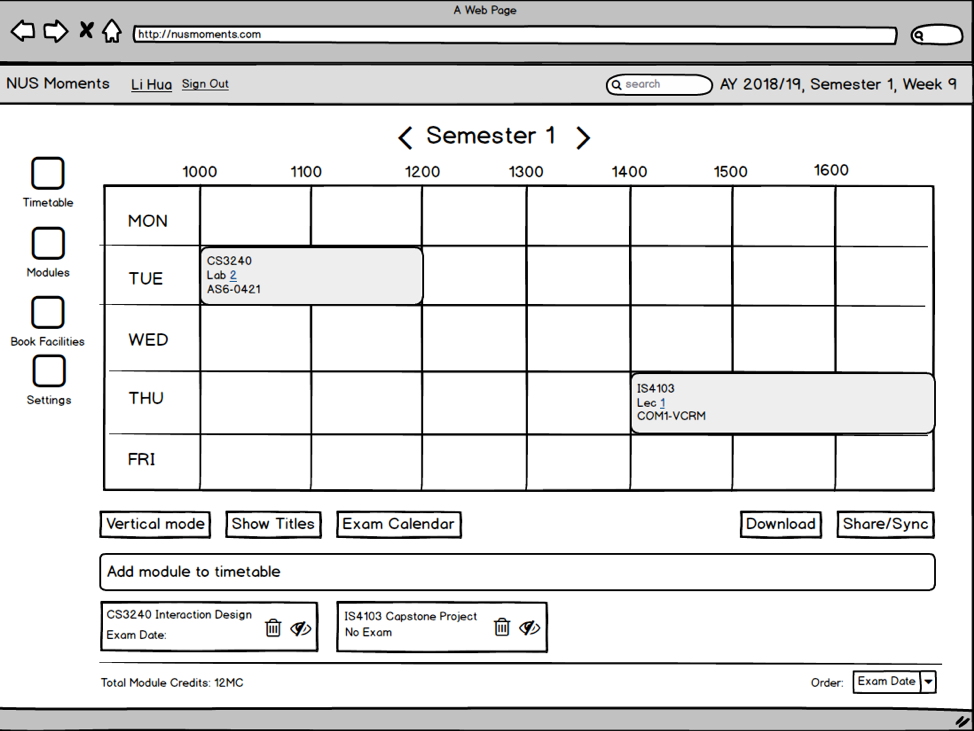 A Web Page
http://nusmoments.com
NUS Moments Li Hua Sign Out search AY 2018/19, Semester 1, Week 9
Semester 1
1000 1100 1200 1300 1400 1500 1600
Timetable
Modules
Book Facilities
Settings
MON
TUE
CS3240
Lab 2
AS6-0421
WED
THU
IS4103
Lec 1
COM1-VCRM
FRI
Vertical mode Show Titles Exam Calendar Download Share/Sync
Add module to timetable
CS3240 Interaction Design
Exam Date:
IS4103 Capstone Project
No Exam
Total Module Credits: 12MC Order: Exam Date